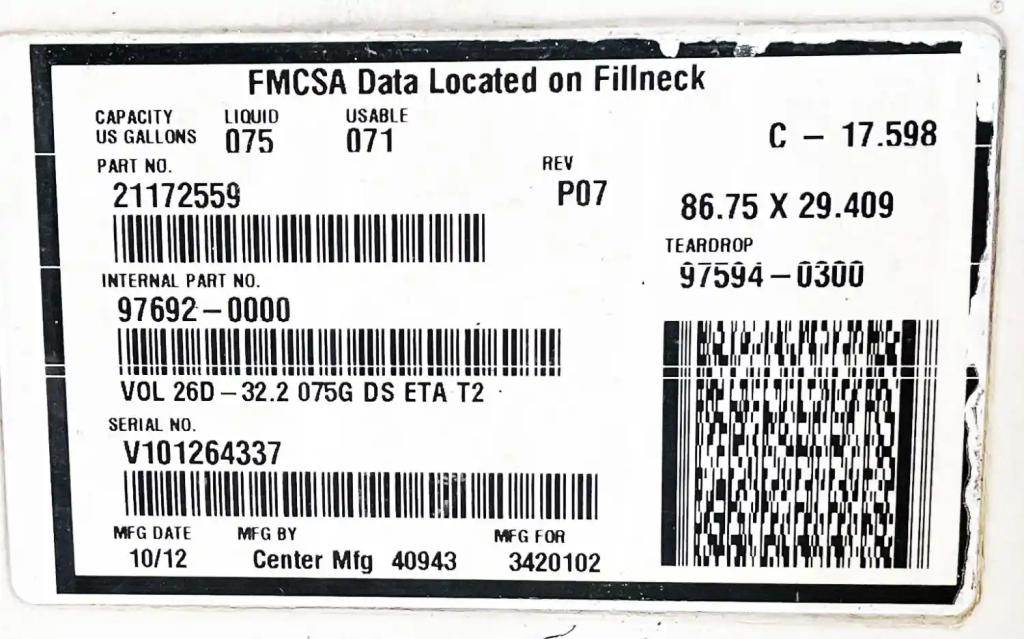 FMCSA Data Located on Fillneck
CAPACITY US GALLONS
LIQUID 075
USABLE 071
C - 17.598
PART NO.
21172559
REV
P07
86.75 X 29.409
TEARDROP
97594-0300
INTERNAL PART NO.
97692-0000
VOL 26D-32.2 075G DS ETA T2
SERIAL NO.
V101264337
MFG DATE
10/12
MFG BY
Center Mfg 40943
MFG FOR
3420102